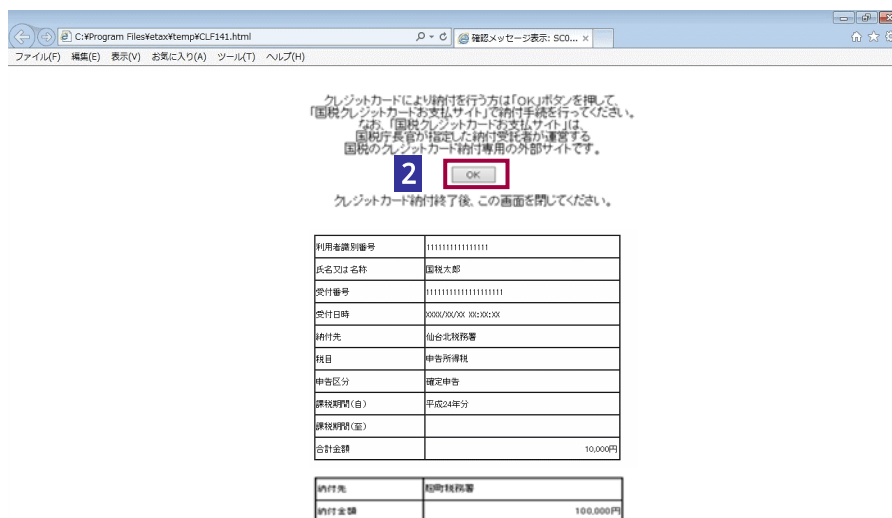 C:¥Program Files¥etax¥temp¥CLF141.html
確認メッセージ表示: SC0... ×
ファイル(F) 編集(E) 表示(V) お気に入り(A) ツール(T) ヘルプ(H)
クレジットカードにより納付を行う方は「OK」ボタンを押して、
「国税クレジットカードお支払サイト」で納付手続を行ってください。
なお、「国税クレジットカードお支払サイト」は、
国税庁長官が指定した納付受託者が運営する
国税のクレジットカード納付専用の外部サイトです。
2
OK
クレジットカード納付終了後、この画面を閉じてください。
利用者識別番号 1111111111111111
氏名又は名称 国税太郎
受付番号 11111111111111111111
受付日時 XXXX/XX/XX XX:XX:XX
納付先 仙台北税務署
税目 申告所得税
申告区分 確定申告
課税期間(自) 平成24年分
課税期間(至)
合計金額 10,000円
納付先 麹町税務署
納付金額 100,000円